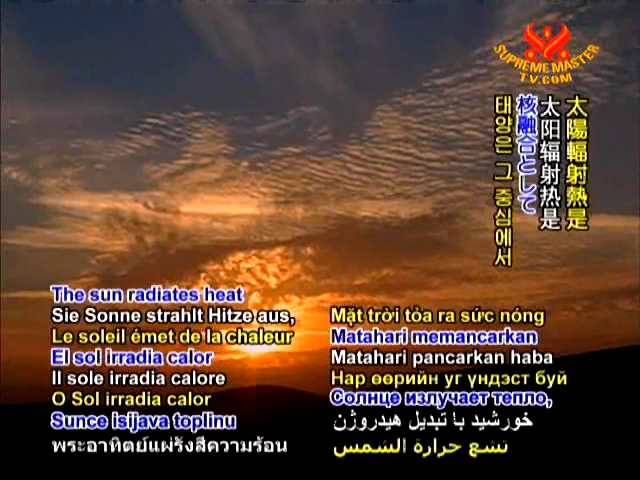 SUPREME MASTER
TV.COM
太陽輻射熱是
太阳辐射热是
核融合として
태양은 그 중심에서
The sun radiates heat
Sie Sonne strahlt Hitze aus,
Le soleil émet de la chaleur
El sol irradia calor
Il sole irradia calore
O Sol irradia calor
Sunce isijava toplinu
พระอาทิตย์แผ่รังสีความร้อน
Mặt trời tỏa ra sức nóng
Matahari memancarkan
Matahari pancarkan haba
Нар өөрийн уг үндэст буй
Солнце излучает тепло,
خورشید با تبدیل هیدروژن
تشع حرارة الشمس